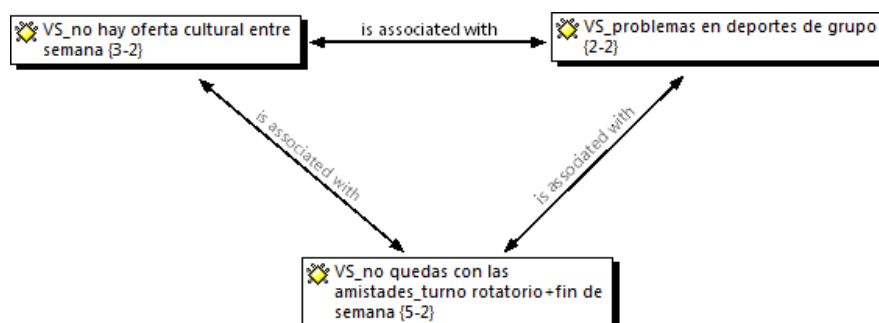 VS_no hay oferta cultural entre
semana {3-2}
is associated with
VS_problemas en deportes de grupo
{2-2}
is associated with
is associated with
VS_no quedas con las
amistades_turno rotatorio+fin de
semana {5-2}